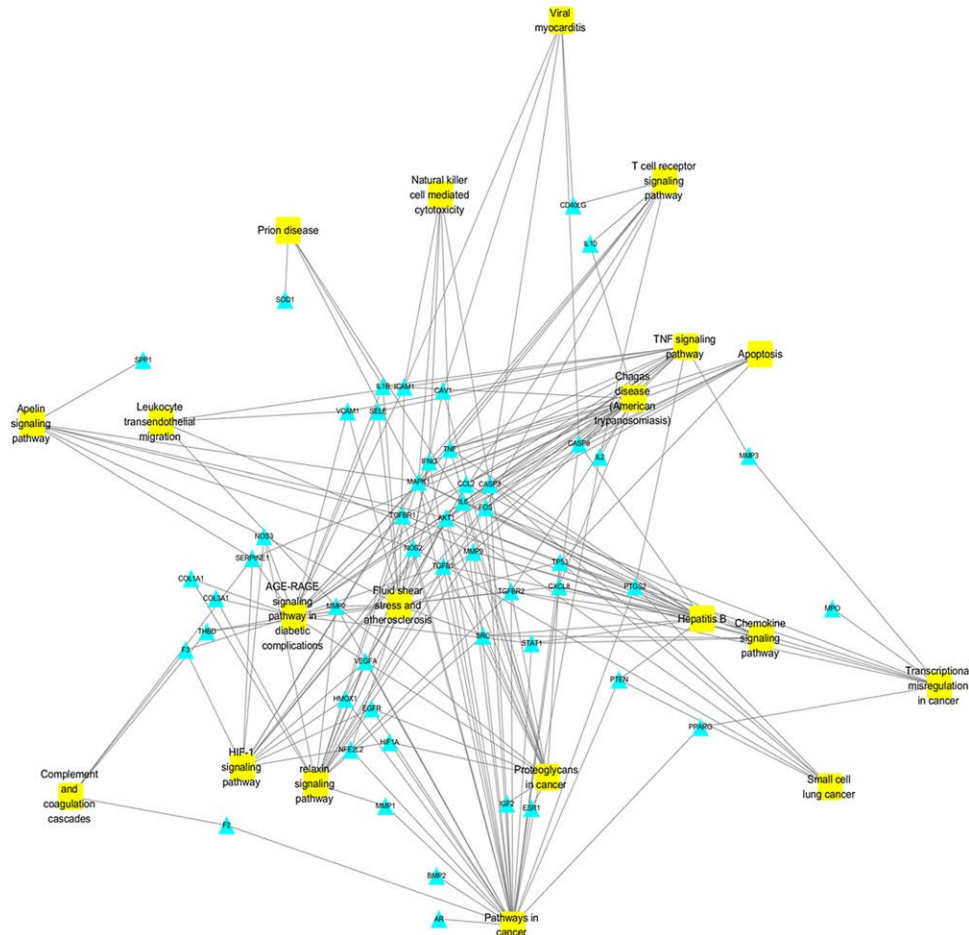 Viral
myocarditis
T cell receptor
signaling
pathway
Natural killer
cell mediated
cytotoxicity
CD40LG
Prion disease
IL10
SOD1
TNF signaling
pathway
Apoptosis
SPP1
Chagas
disease
(American
trypanosomiasis)
IL1B
ICAM1
CAV1
Apelin
signaling
pathway
Leukocyte
transendothelial
migration
VCAM1
SELE
CASP8
TNF
IFNG
IL2
MMP3
MAPK1
CCL2
CASP3
IL6
FOS
TGFBR1
AKT1
NOS3
SERPINE1
NOS2
MMP9
TGFB1
TP53
COL1A1
AGE-RAGE
signaling
pathway in
diabetic
complications
COL3A1
MMP2
Fluid shear
stress and
atherosclerosis
TGFBR2
CXCL8
PTGS2
MPO
THBD
F3
SRC
STAT1
Hepatitis B
Chemokine
signaling
pathway
VEGFA
PTEN
Transcriptional
misregulation
in cancer
HMOX1
EGFR
PPARG
NFE2L2
HIF1A
HIF-1
signaling
pathway
relaxin
signaling
pathway
Proteoglycans
in cancer
Small cell
lung cancer
Complement
and
coagulation
cascades
MMP1
IGF2
ESR1
F2
BMP2
AR
Pathways in
cancer